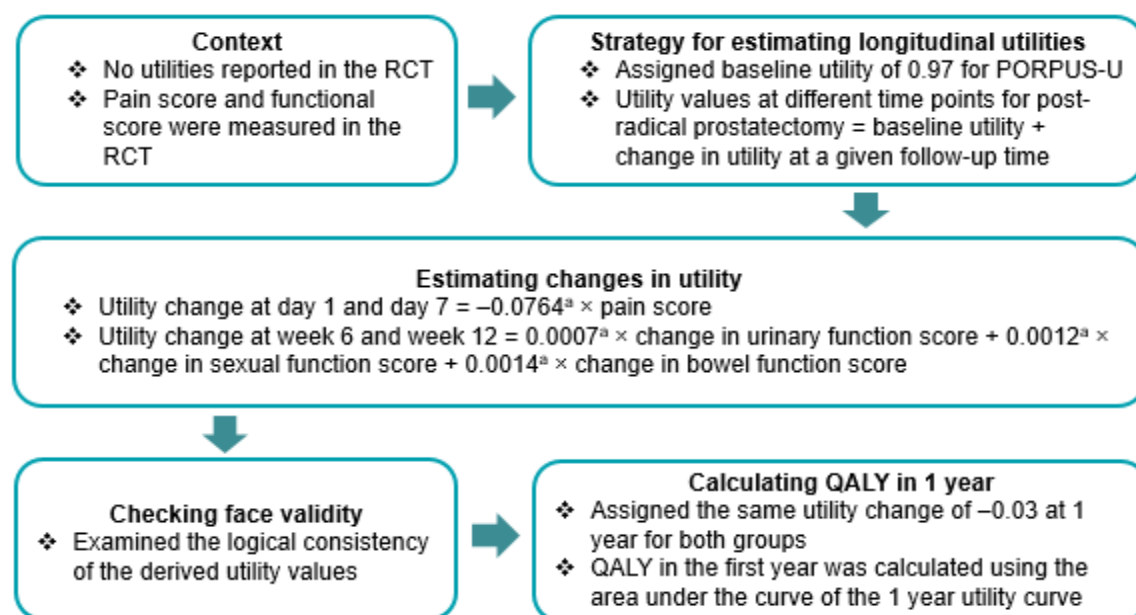 Context
❖ No utilities reported in the RCT
❖ Pain score and functional
score were measured in the
RCT
Strategy for estimating longitudinal utilities
❖ Assigned baseline utility of 0.97 for PORPUS-U
❖ Utility values at different time points for post-
radical prostatectomy = baseline utility +
change in utility at a given follow-up time
Estimating changes in utility
❖ Utility change at day 1 and day 7 = –0.0764ᵃ × pain score
❖ Utility change at week 6 and week 12 = 0.0007ᵃ × change in urinary function score + 0.0012ᵃ ×
change in sexual function score + 0.0014ᵃ × change in bowel function score
Checking face validity
❖ Examined the logical consistency
of the derived utility values
Calculating QALY in 1 year
❖ Assigned the same utility change of –0.03 at 1
year for both groups
❖ QALY in the first year was calculated using the
area under the curve of the 1 year utility curve